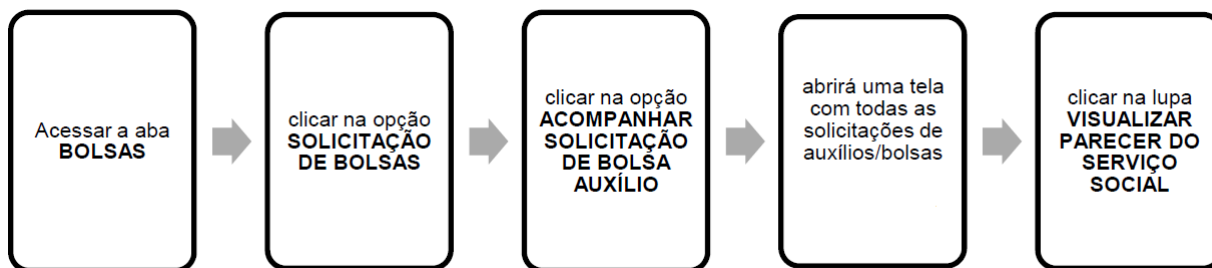 Acessar a aba
BOLSAS
clicar na opção
SOLICITAÇÃO
DE BOLSAS
clicar na opção
ACOMPANHAR
SOLICITAÇÃO
DE BOLSA
AUXÍLIO
abrirá uma tela
com todas as
solicitações de
auxílios/bolsas
clicar na lupa
VISUALIZAR
PARECER DO
SERVIÇO
SOCIAL